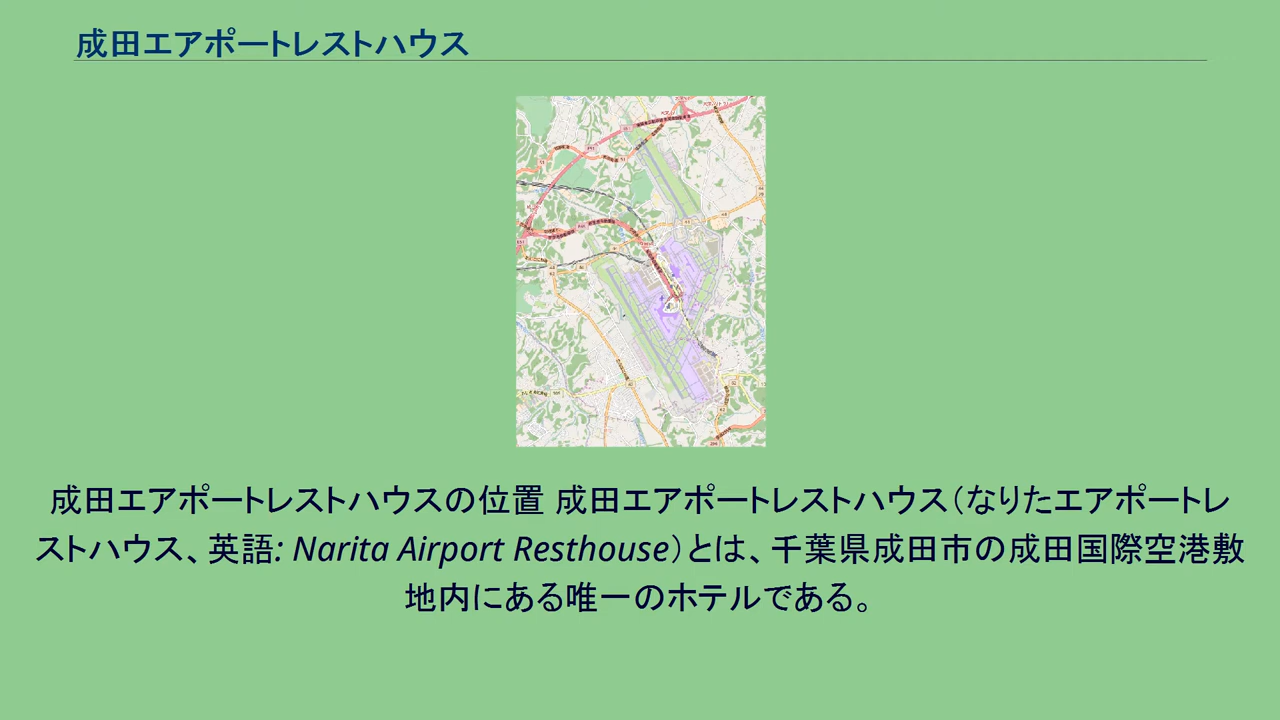 成田エアポートレストハウス
成田エアポートレストハウスの位置 成田エアポートレストハウス（なりたエアポートレ
ストハウス、英語: Narita Airport Resthouse）とは、千葉県成田市の成田国際空港敷
地内にある唯一のホテルである。